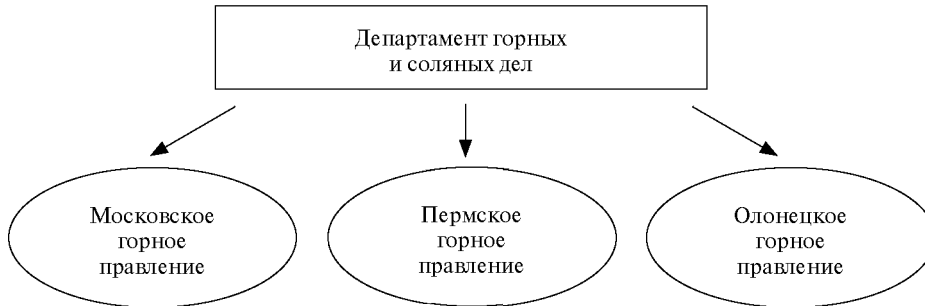 Департамент горных
и соляных дел
Московское
горное
правление
Пермское
горное
правление
Олонецкое
горное
правление